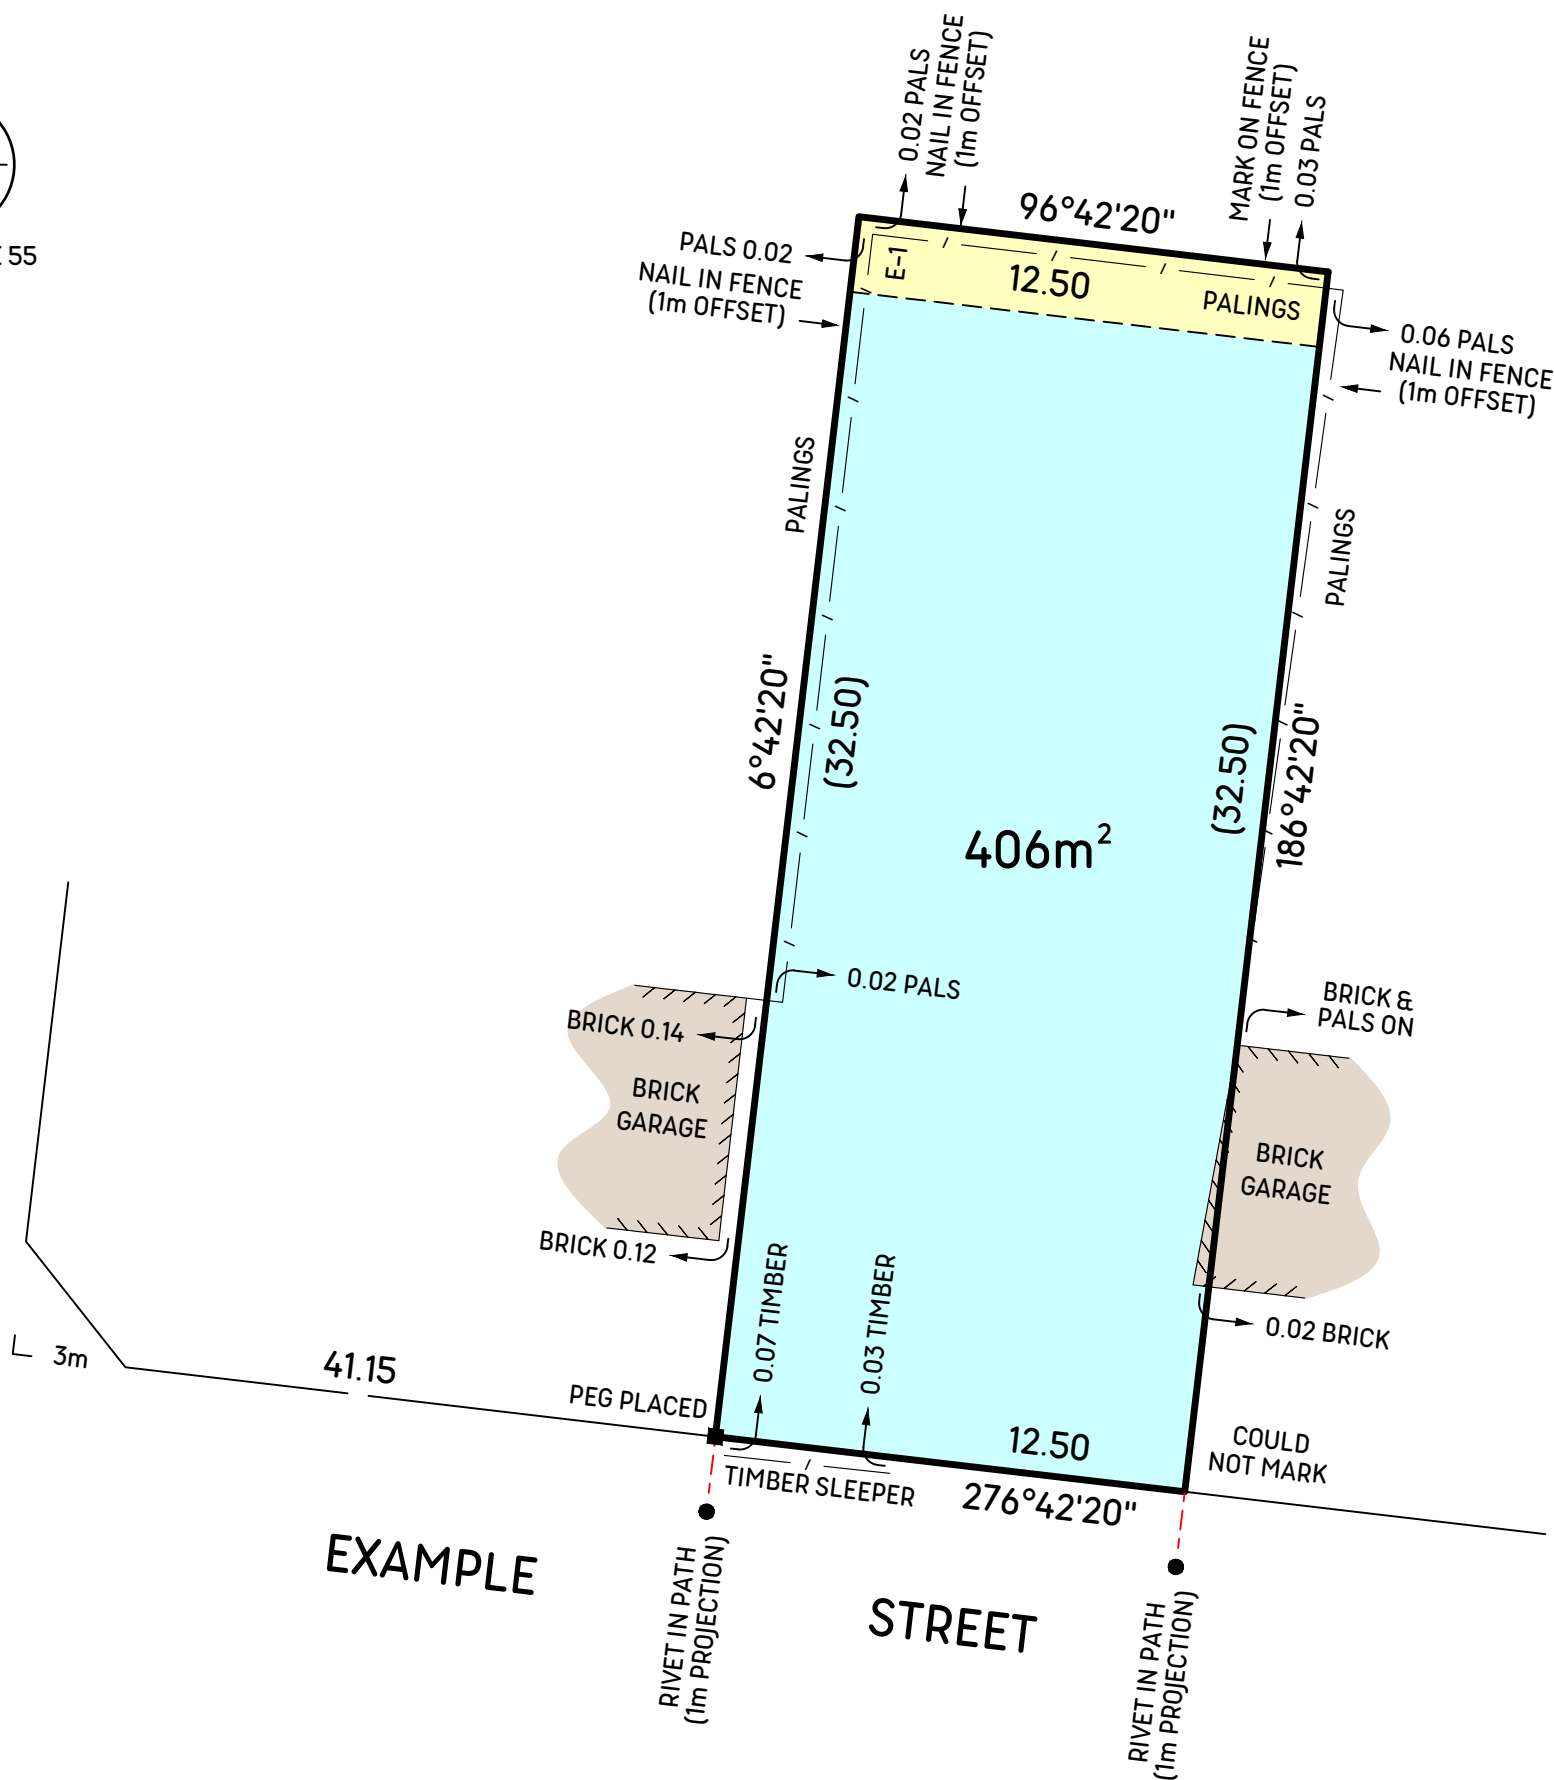 0.02 PALS
NAIL IN FENCE
(1m OFFSET)
MARK ON FENCE
(1m OFFSET)
0.03 PALS
55
96°42'20"
PALS 0.02
NAIL IN FENCE
(1m OFFSET)
E-1
12.50
PALINGS
0.06 PALS
NAIL IN FENCE
(1m OFFSET)
PALINGS
PALINGS
6°42'20"
(32.50)
(32.50)
186°42'20"
406m²
0.02 PALS
BRICK 0.14
BRICK
GARAGE
BRICK &
PALS ON
BRICK
GARAGE
BRICK 0.12
0.07 TIMBER
0.03 TIMBER
0.02 BRICK
3m
41.15
PEG PLACED
12.50
COULD
NOT MARK
TIMBER SLEEPER
276°42'20"
EXAMPLE
STREET
RIVET IN PATH
(1m PROJECTION)
RIVET IN PATH
(1m PROJECTION)